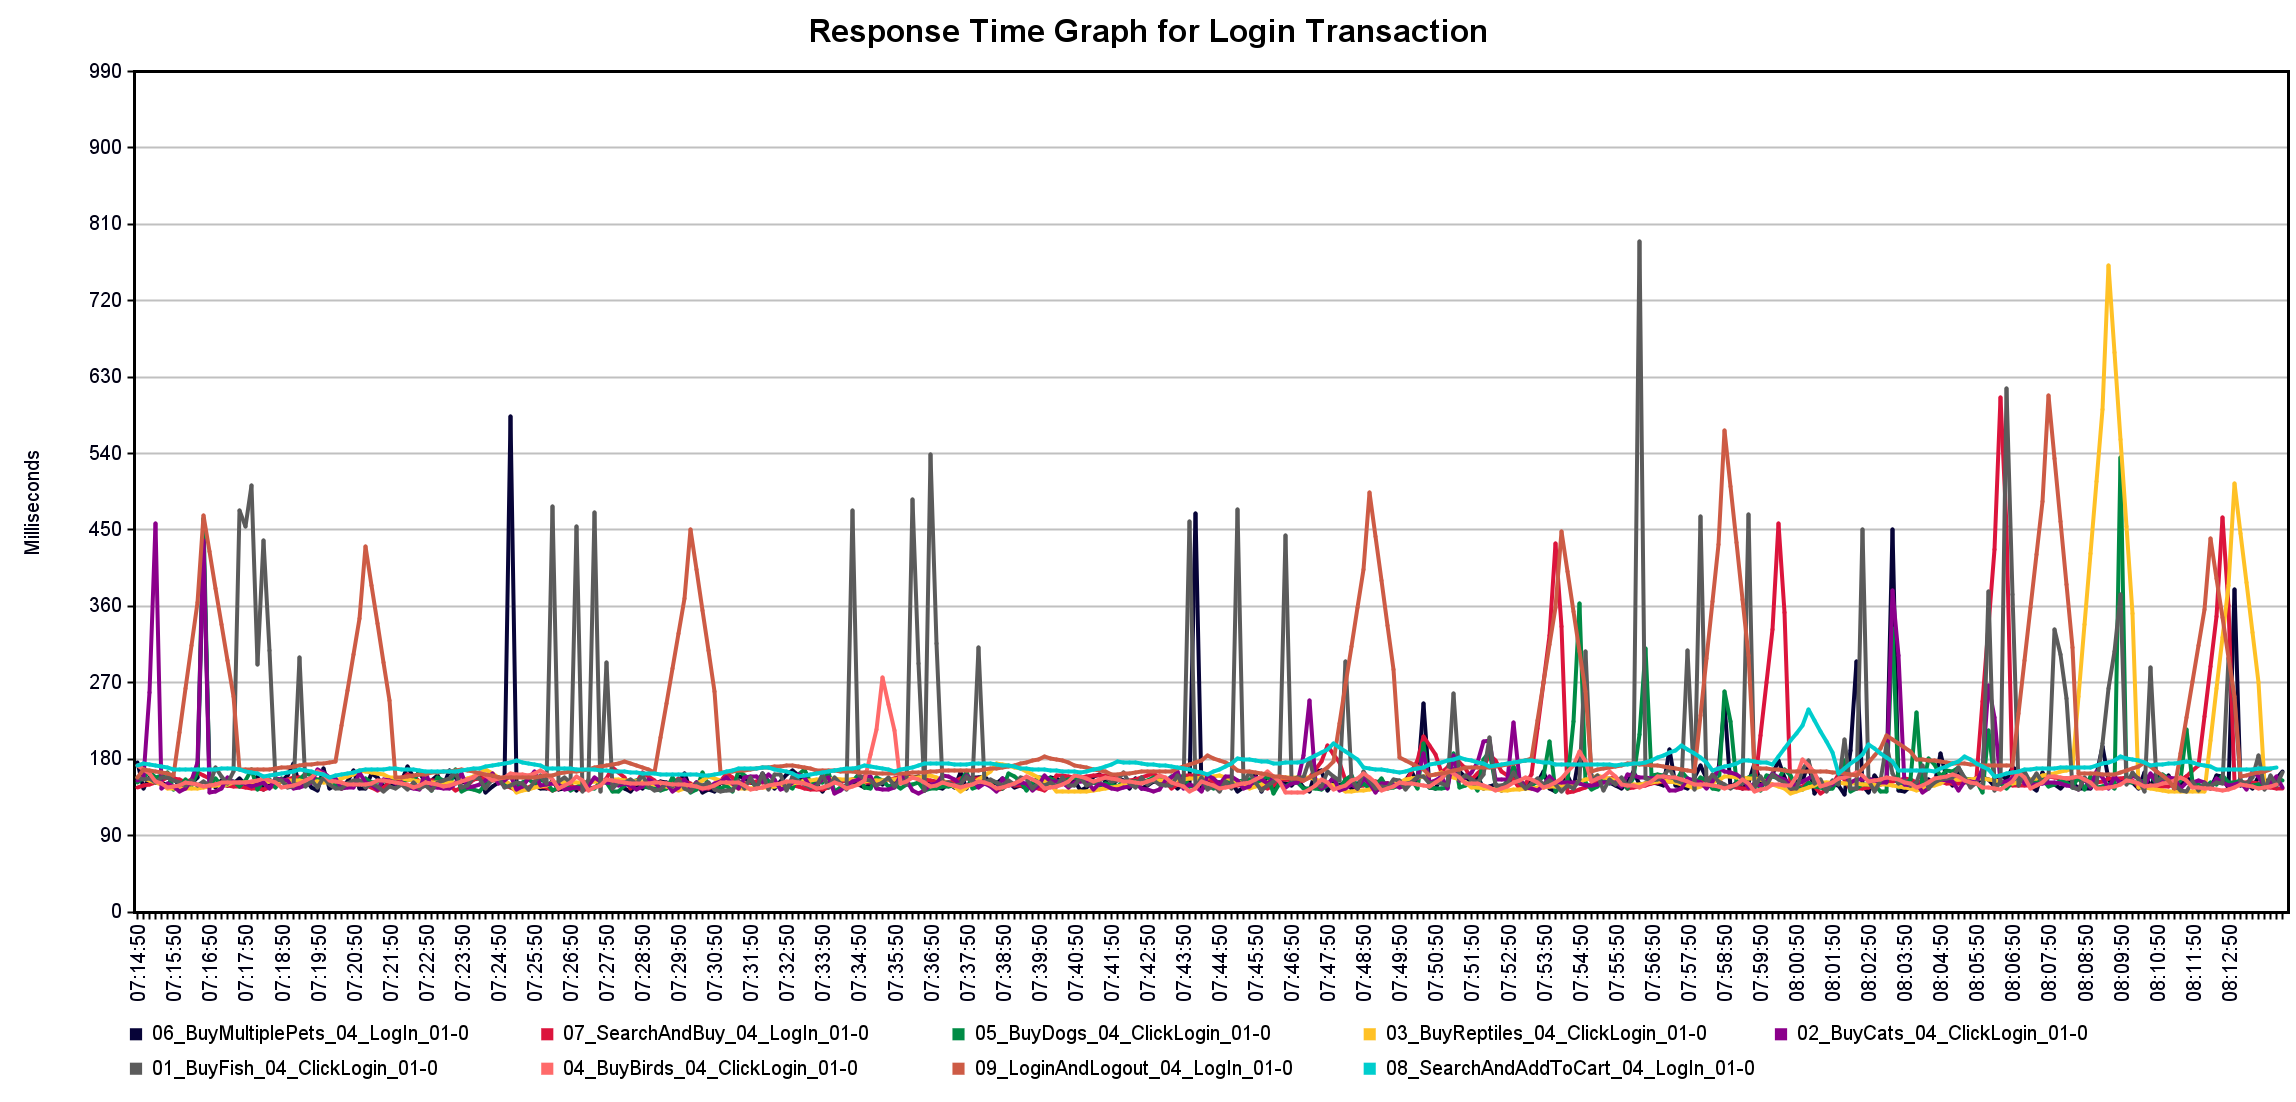 Response Time Graph for Login Transaction
990
900
810
720
630
540
450
360
270
180
90
0
Milliseconds
07:14:50 07:15:50 07:16:50 07:17:50 07:18:50 07:19:50 07:20:50 07:21:50 07:22:50 07:23:50 07:24:50 07:25:50 07:26:50 07:27:50 07:28:50 07:29:50 07:30:50 07:31:50 07:32:50 07:33:50 07:34:50 07:35:50 07:36:50 07:37:50 07:38:50 07:39:50 07:40:50 07:41:50 07:42:50 07:43:50 07:44:50 07:45:50 07:46:50 07:47:50 07:48:50 07:49:50 07:50:50 07:51:50 07:52:50 07:53:50 07:54:50 07:55:50 07:56:50 07:57:50 07:58:50 07:59:50 08:00:50 08:01:50 08:02:50 08:03:50 08:04:50 08:05:50 08:06:50 08:07:50 08:08:50 08:09:50 08:10:50 08:11:50 08:12:50
06_BuyMultiplePets_04_LogIn_01-0 07_SearchAndBuy_04_LogIn_01-0 05_BuyDogs_04_ClickLogin_01-0 03_BuyReptiles_04_ClickLogin_01-0 02_BuyCats_04_ClickLogin_01-0
01_BuyFish_04_ClickLogin_01-0 04_BuyBirds_04_ClickLogin_01-0 09_LoginAndLogout_04_LogIn_01-0 08_SearchAndAddToCart_04_LogIn_01-0